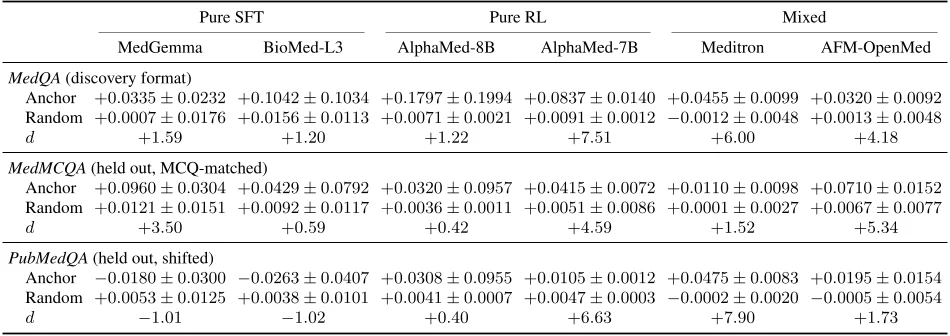 Pure SFT Pure RL Mixed
MedGemma BioMed-L3 AlphaMed-8B AlphaMed-7B Meditron AFM-OpenMed
MedQA (discovery format)
Anchor +0.0335 ± 0.0232 +0.1042 ± 0.1034 +0.1797 ± 0.1994 +0.0837 ± 0.0140 +0.0455 ± 0.0099 +0.0320 ± 0.0092
Random +0.0007 ± 0.0176 +0.0156 ± 0.0113 +0.0071 ± 0.0021 +0.0091 ± 0.0012 −0.0012 ± 0.0048 +0.0013 ± 0.0048
d +1.59 +1.20 +1.22 +7.51 +6.00 +4.18
MedMCQA (held out, MCQ-matched)
Anchor +0.0960 ± 0.0304 +0.0429 ± 0.0792 +0.0320 ± 0.0957 +0.0415 ± 0.0072 +0.0110 ± 0.0098 +0.0710 ± 0.0152
Random +0.0121 ± 0.0151 +0.0092 ± 0.0117 +0.0036 ± 0.0011 +0.0051 ± 0.0086 +0.0001 ± 0.0027 +0.0067 ± 0.0077
d +3.50 +0.59 +0.42 +4.59 +1.52 +5.34
PubMedQA (held out, shifted)
Anchor −0.0180 ± 0.0300 −0.0263 ± 0.0407 +0.0308 ± 0.0955 +0.0105 ± 0.0012 +0.0475 ± 0.0083 +0.0195 ± 0.0154
Random +0.0053 ± 0.0125 +0.0038 ± 0.0101 +0.0041 ± 0.0007 +0.0047 ± 0.0003 −0.0002 ± 0.0020 −0.0005 ± 0.0054
d −1.01 −1.02 +0.40 +6.63 +7.90 +1.73